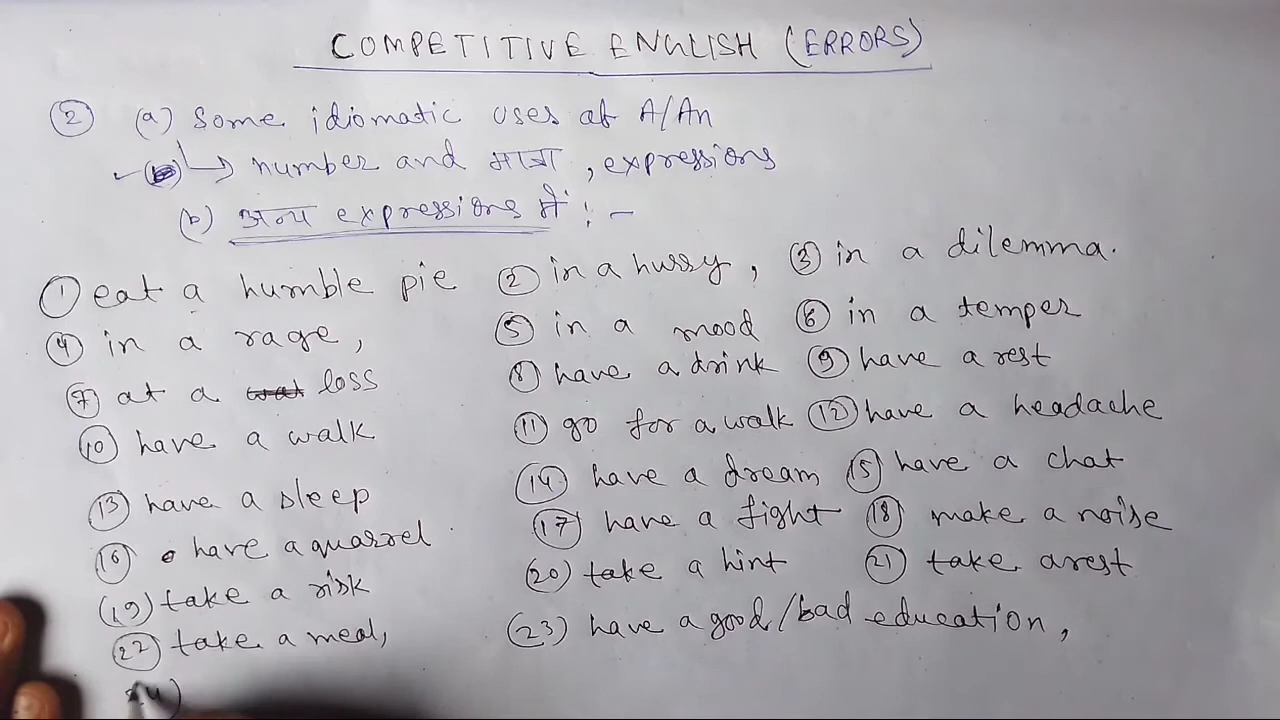 COMPETITIVE ENGLISH (ERRORS)
② (a) Some idiomatic uses of A/An
↳ number and मात्रा, expressions
(b) अन्य expressions में :-
① eat a humble pie ② in a hurry, ③ in a dilemma.
④ in a rage, ⑤ in a mood ⑥ in a temper
⑦ at a loss ⑧ have a drink ⑨ have a rest
⑩ have a walk ⑪ go for a walk ⑫ have a headache
⑬ have a sleep ⑭ have a dream ⑮ have a chat
⑯ have a quarrel ⑰ have a fight ⑱ make a noise
(19) take a risk (20) take a hint (21) take a rest
(22) take a meal, (23) have a good/bad education,
24)